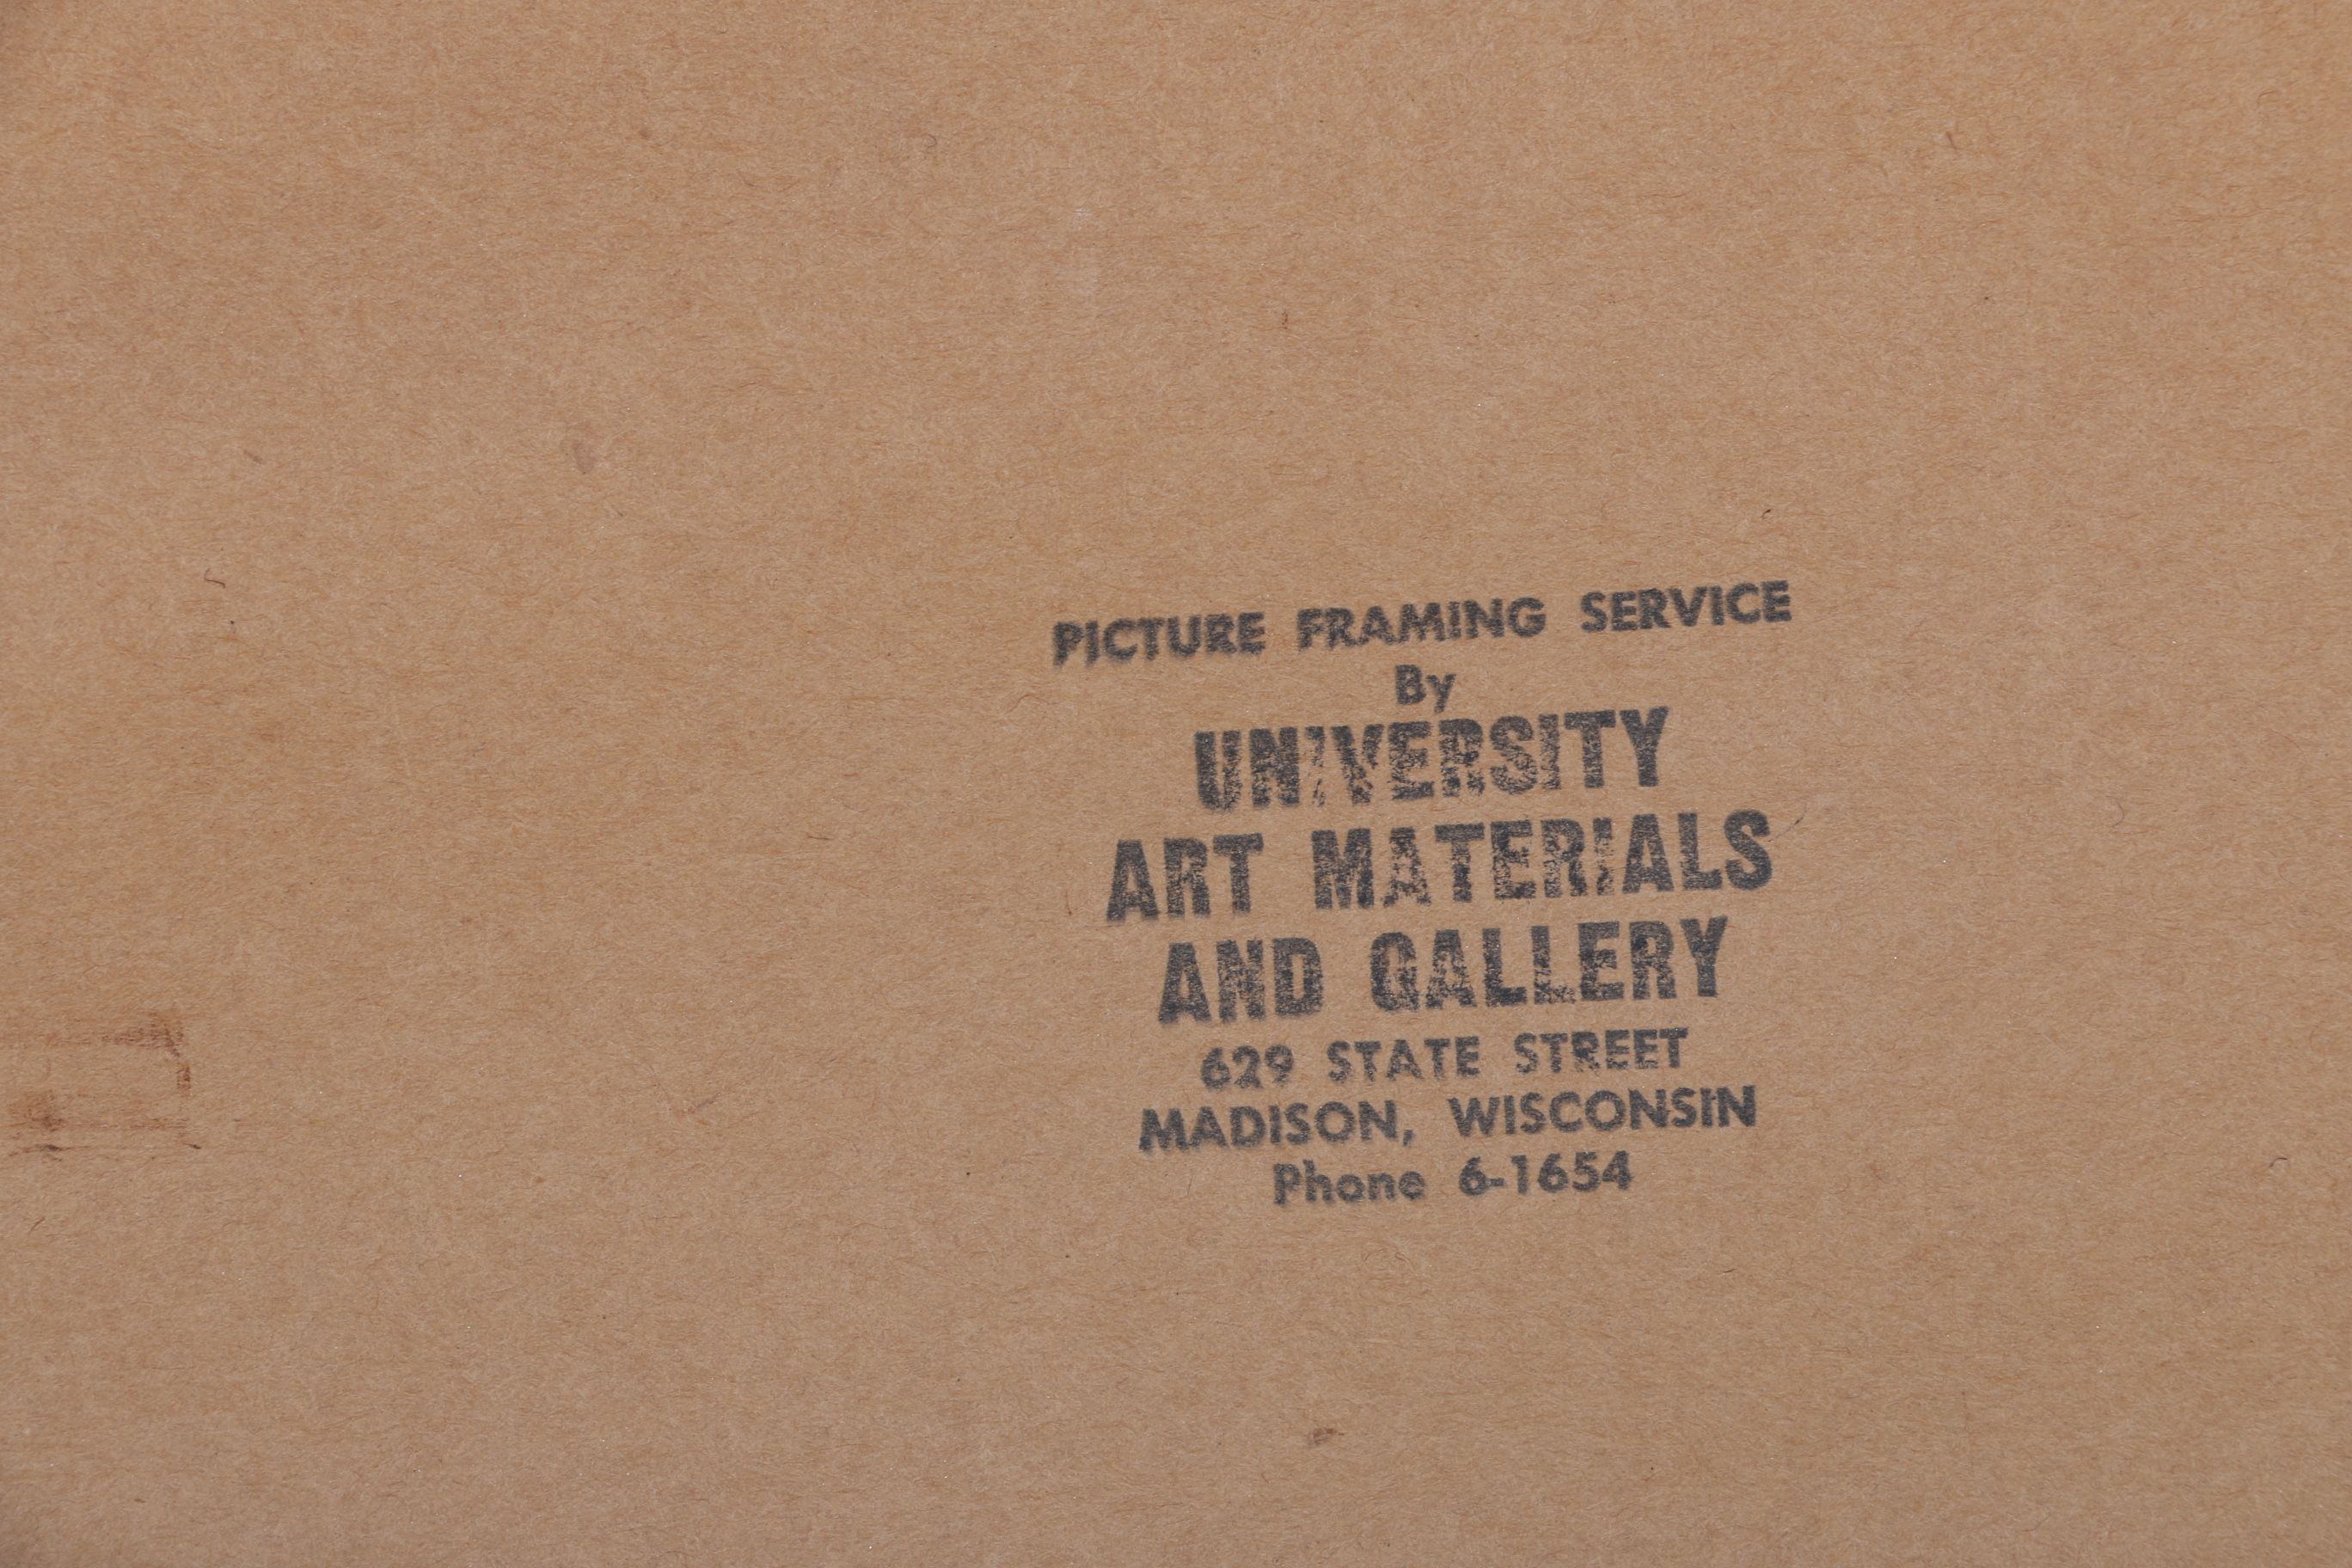 PICTURE FRAMING SERVICE
By
UNIVERSITY
ART MATERIALS
AND GALLERY
629 STATE STREET
MADISON, WISCONSIN
Phone 6-1654